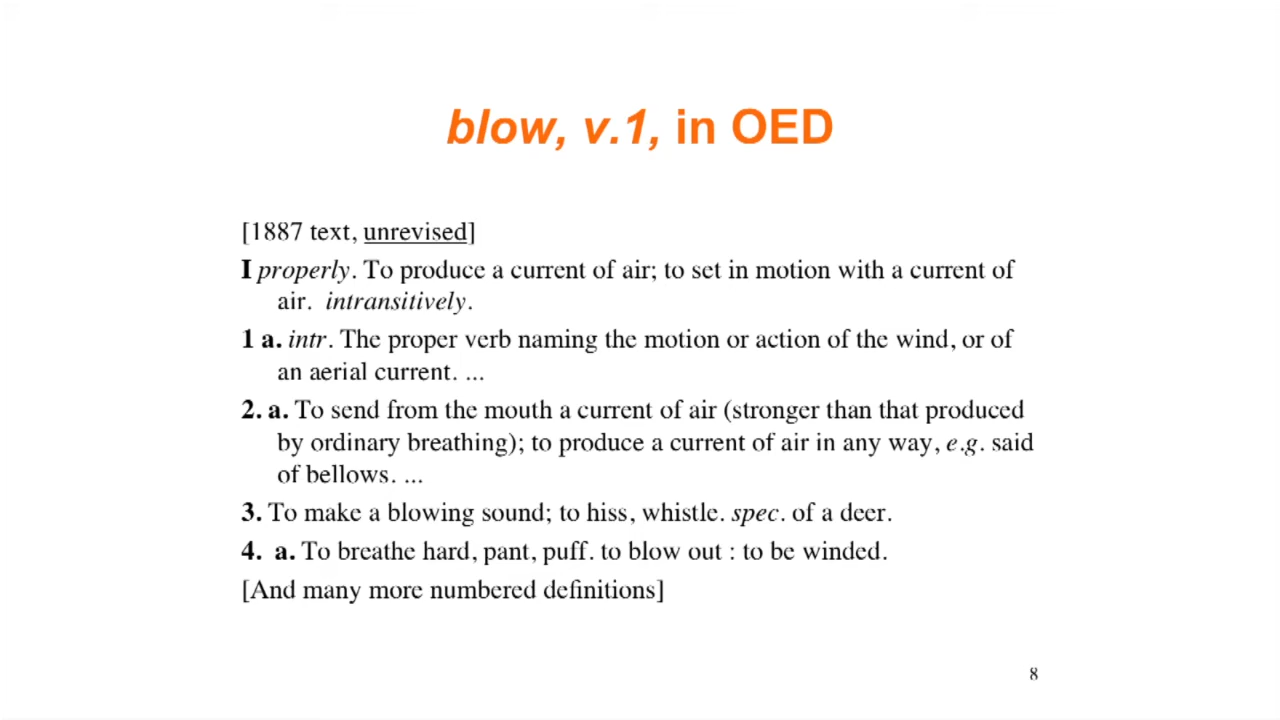 blow, v.1, in OED
[1887 text, unrevised]
I properly. To produce a current of air; to set in motion with a current of
air. intransitively.
1 a. intr. The proper verb naming the motion or action of the wind, or of
an aerial current. ...
2. a. To send from the mouth a current of air (stronger than that produced
by ordinary breathing); to produce a current of air in any way, e.g. said
of bellows. ...
3. To make a blowing sound; to hiss, whistle. spec. of a deer.
4. a. To breathe hard, pant, puff. to blow out : to be winded.
[And many more numbered definitions]
8